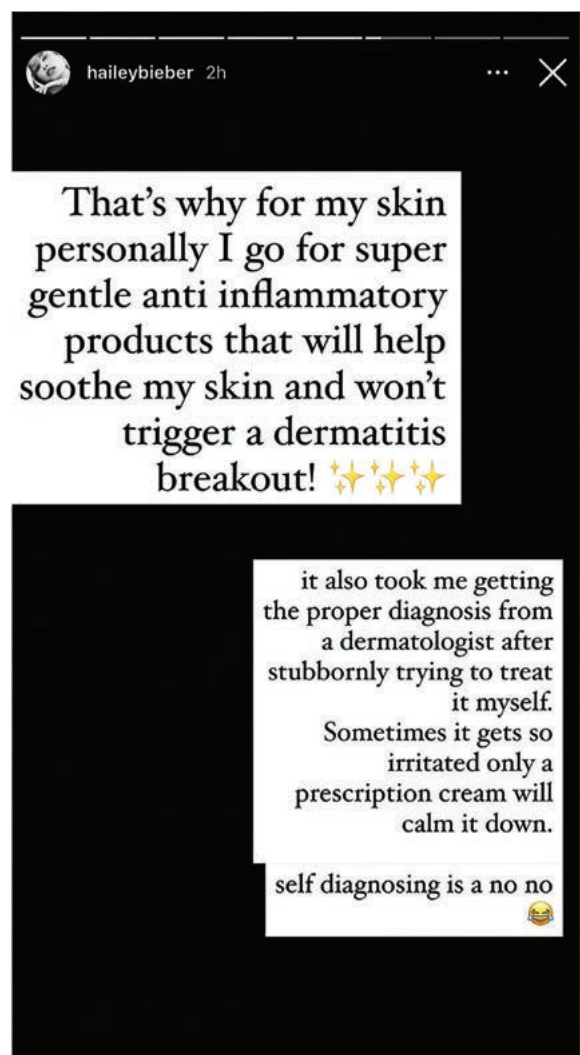 haileybieber 2h
That’s why for my skin
personally I go for super
gentle anti inflammatory
products that will help
soothe my skin and won’t
trigger a dermatitis
breakout! ✨✨✨
it also took me getting
the proper diagnosis from
a dermatologist after
stubbornly trying to treat
it myself.
Sometimes it gets so
irritated only a
prescription cream will
calm it down.
self diagnosing is a no no
😂